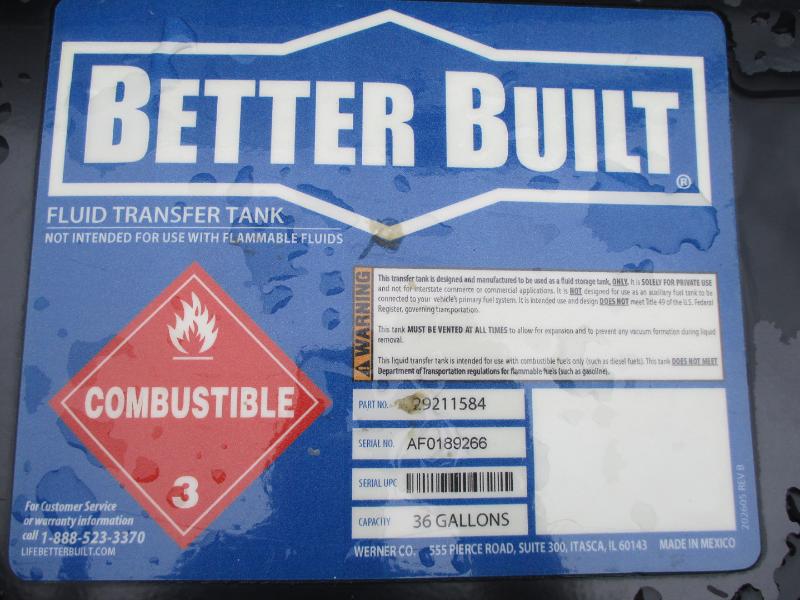 BETTER BUILT®
FLUID TRANSFER TANK
NOT INTENDED FOR USE WITH FLAMMABLE FLUIDS
WARNING
This transfer tank is designed and manufactured to be used as a fluid storage tank, ONLY. It is SOLELY FOR PRIVATE USE
and not for interstate commerce or commercial applications. It is NOT designed for use as an auxiliary fuel tank to be
connected to your vehicle's primary fuel system. It is intended use and design DOES NOT meet Title 49 of the U.S. Federal
Register, governing transportation.
This tank MUST BE VENTED AT ALL TIMES to allow for expansion and to prevent any vacuum formation during liquid
removal.
This liquid transfer tank is intended for use with combustible fuels only (such as diesel fuels). This tank DOES NOT MEET
Department of Transportation regulations for flammable fuels (such as gasoline).
COMBUSTIBLE
3
PART NO. 29211584
SERIAL NO. AF0189266
SERIAL UPC
CAPACITY 36 GALLONS
For Customer Service
or warranty information
call 1-888-523-3370
LIFEBETTERBUILT.COM
WERNER CO. 555 PIERCE ROAD, SUITE 300, ITASCA, IL 60143 MADE IN MEXICO
202605 REV B